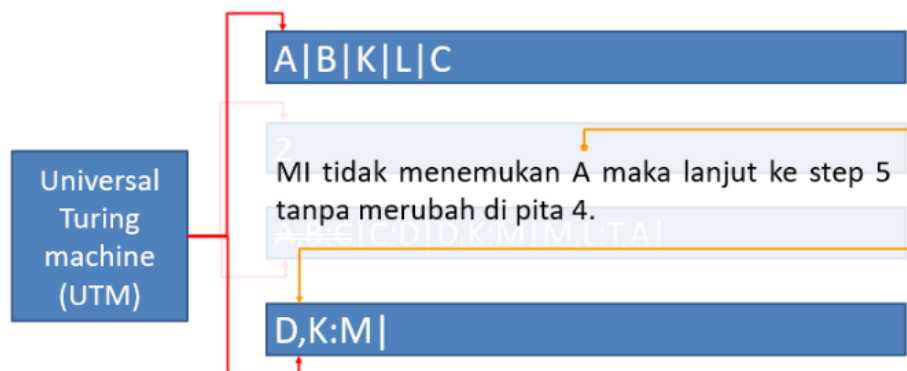 A|B|K|L|C
2
MI tidak menemukan A maka lanjut ke step 5
tanpa merubah di pita 4.
A,B:C|C:D|D,K:M|M,L:T,A|
Universal
Turing
machine
(UTM)
D,K:M|